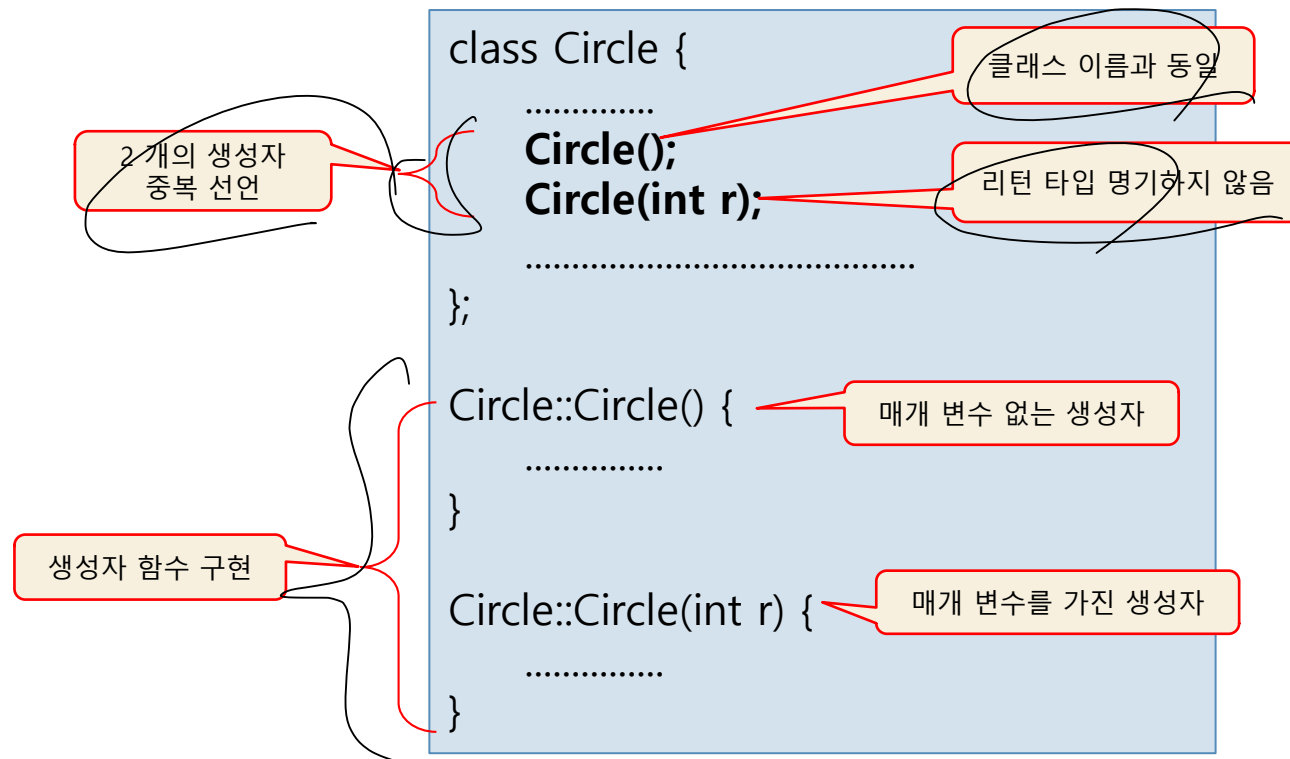 class Circle {
클래스 이름과 동일
..............
2 개의 생성자
중복 선언
Circle();
Circle(int r);
리턴 타입 명기하지 않음
..........................................
};
Circle::Circle() {
매개 변수 없는 생성자
...............
}
생성자 함수 구현
Circle::Circle(int r) {
매개 변수를 가진 생성자
...............
}